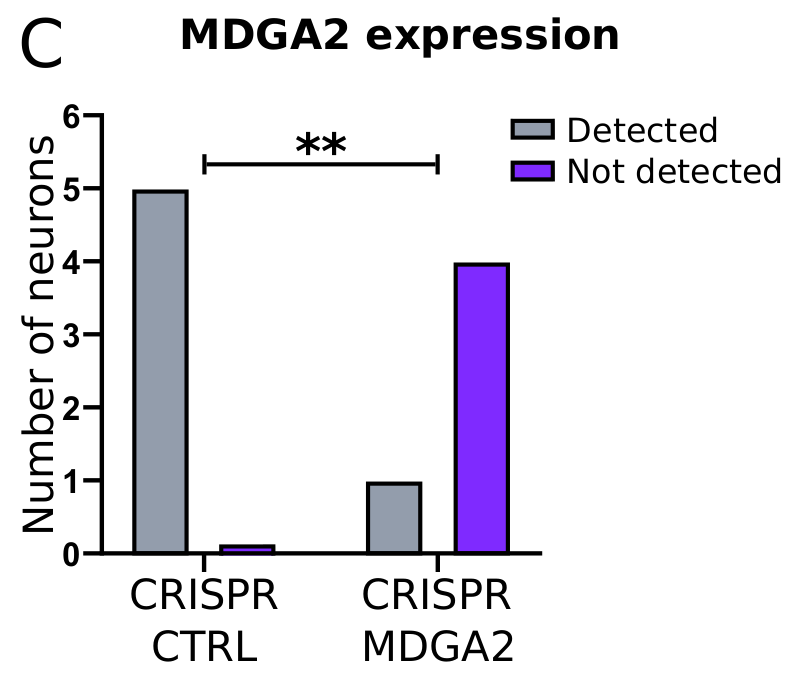 C
MDGA2 expression
Number of neurons
6
5
4
3
2
1
0
**
Detected
Not detected
CRISPR
CTRL
CRISPR
MDGA2